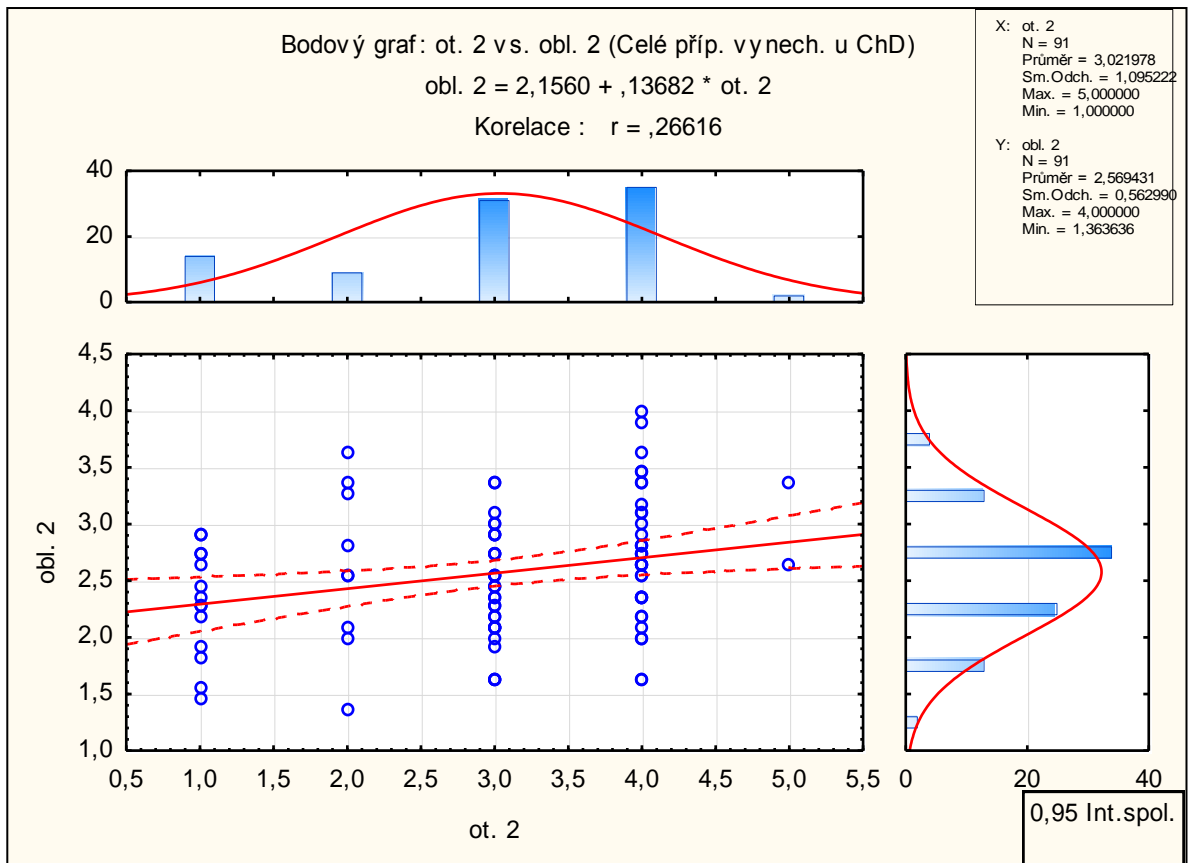 Bodový graf: ot. 2 vs. obl. 2 (Celé příp. vynech. u ChD)
obl. 2 = 2,1560 + ,13682 * ot. 2
Korelace : r = ,26616
X: ot. 2
N = 91
Průměr = 3,021978
Sm.Odch. = 1,095222
Max. = 5,000000
Min. = 1,000000
Y: obl. 2
N = 91
Průměr = 2,569431
Sm.Odch. = 0,562990
Max. = 4,000000
Min. = 1,363636
40
20
0
4,5
4,0
3,5
3,0
2,5
2,0
1,5
1,0
obl. 2
0,5 1,0 1,5 2,0 2,5 3,0 3,5 4,0 4,5 5,0 5,5
ot. 2
0 20 40
0,95 Int.spol.